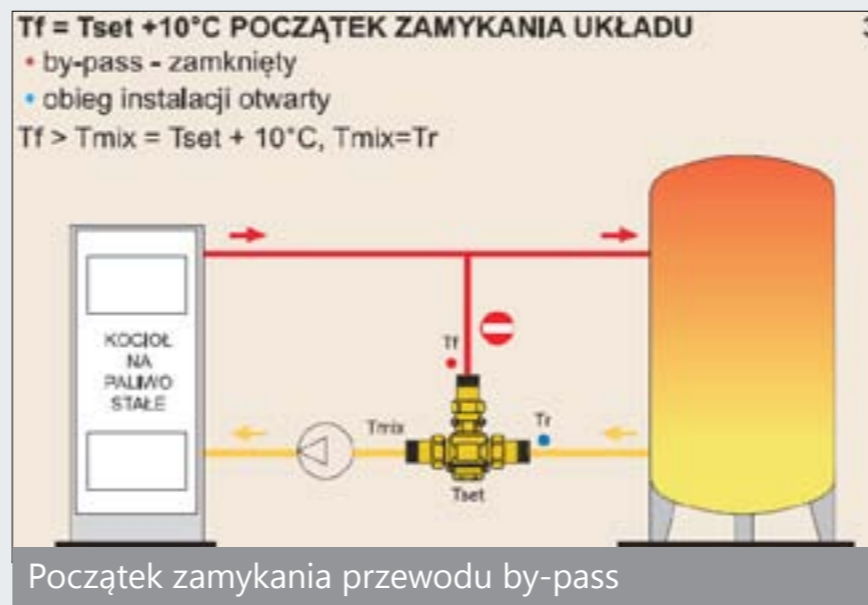 Tf = Tset +10°C POCZĄTEK ZAMYKANIA UKŁADU
• by-pass - zamknięty
• obieg instalacji otwarty
Tf > Tmix = Tset + 10°C, Tmix=Tr
KOCIOŁ
NA
PALIWO
STAŁE
Tf
Tmix
Tr
Tset
Początek zamykania przewodu by-pass